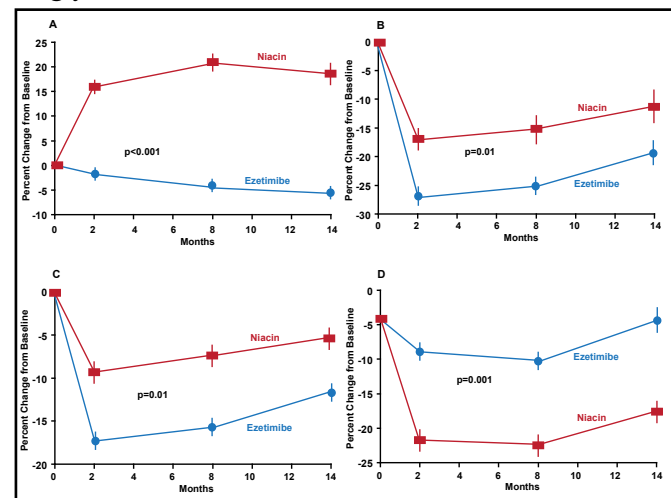 A
Percent Change from Baseline
25
20
15
10
5
0
-5
-10
Niacin
p<0.001
Ezetimibe
0 2 4 6 8 10 12 14
Months
B
Percent Change from Baseline
0
-5
-10
-15
-20
-25
-30
Niacin
p=0.01
Ezetimibe
0 2 4 6 8 10 12 14
Months
C
Percent Change from Baseline
0
-5
-10
-15
-20
Niacin
p=0.01
Ezetimibe
0 2 4 6 8 10 12 14
Months
D
Percent Change from Baseline
0
-5
-10
-15
-20
-25
Ezetimibe
p=0.001
Niacin
0 2 4 6 8 10 12 14
Months